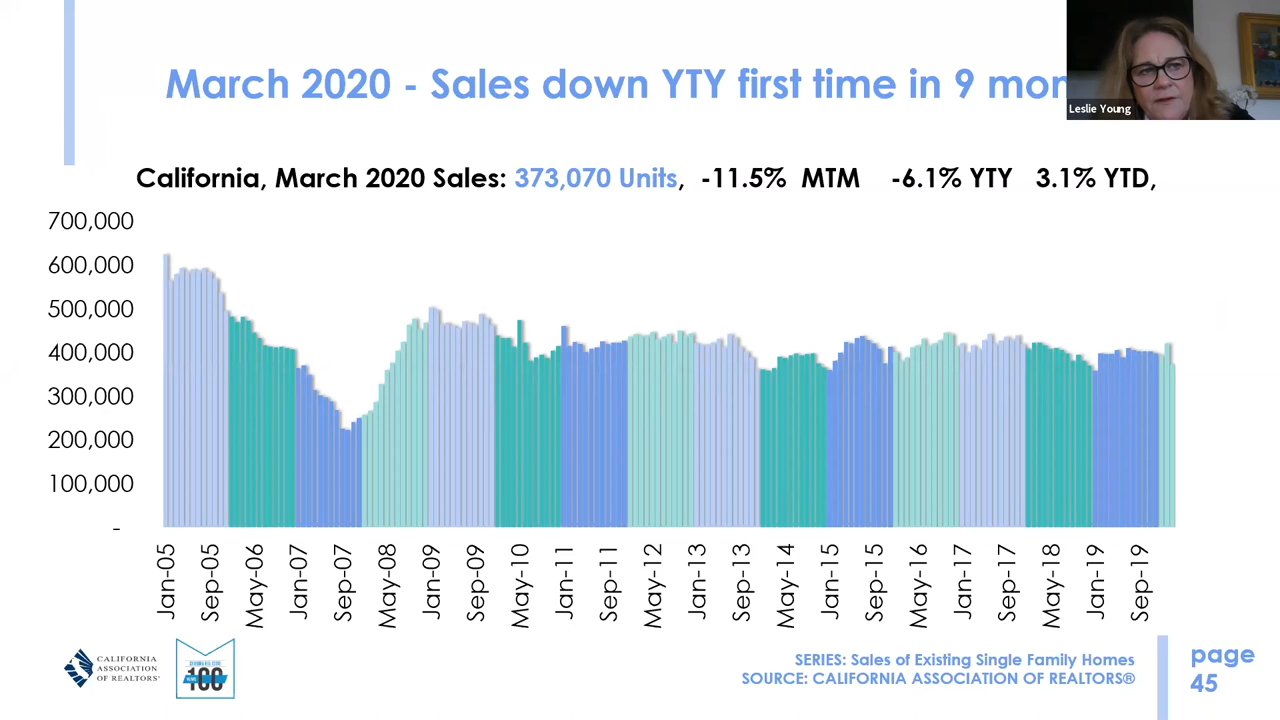 March 2020 - Sales down YTY first time in 9 mon
Leslie Young
California, March 2020 Sales: 373,070 Units, -11.5% MTM -6.1% YTY 3.1% YTD,
700,000
600,000
500,000
400,000
300,000
200,000
100,000
-
Jan-05
Sep-05
May-06
Jan-07
Sep-07
May-08
Jan-09
Sep-09
May-10
Jan-11
Sep-11
May-12
Jan-13
Sep-13
May-14
Jan-15
Sep-15
May-16
Jan-17
Sep-17
May-18
Jan-19
Sep-19
CALIFORNIA
ASSOCIATION
OF REALTORS®
100
SERIES: Sales of Existing Single Family Homes
SOURCE: CALIFORNIA ASSOCIATION OF REALTORS®
page
45